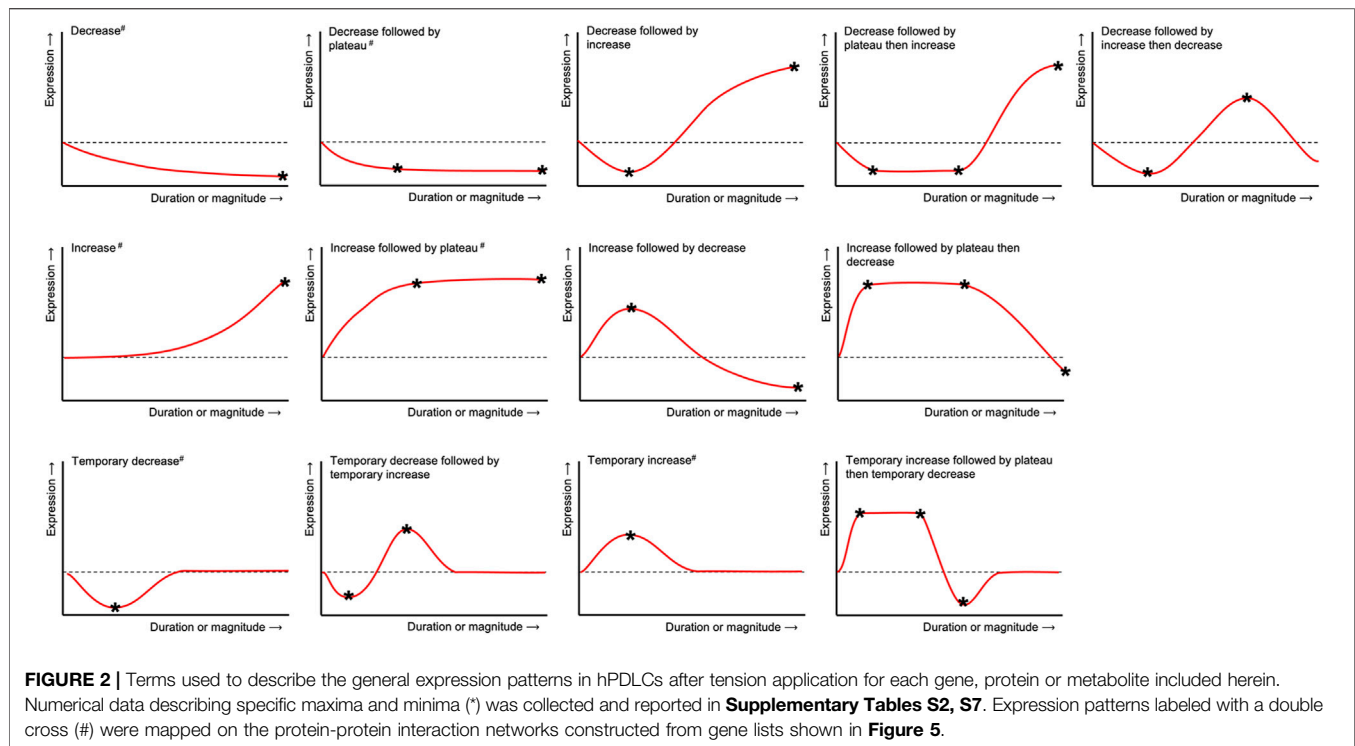 Decrease#
Expression →
Duration or magnitude →
Decrease followed by
plateau #
Expression →
Duration or magnitude →
Decrease followed by
increase
Expression →
Duration or magnitude →
Decrease followed by
plateau then increase
Expression →
Duration or magnitude →
Decrease followed by
increase then decrease
Expression →
Duration or magnitude →
Increase #
Expression →
Duration or magnitude →
Increase followed by plateau #
Expression →
Duration or magnitude →
Increase followed by decrease
Expression →
Duration or magnitude →
Increase followed by plateau then
decrease
Expression →
Duration or magnitude →
Temporary decrease#
Expression →
Duration or magnitude →
Temporary decrease followed by
temporary increase
Expression →
Duration or magnitude →
Temporary increase#
Expression →
Duration or magnitude →
Temporary increase followed by plateau
then temporary decrease
Expression →
Duration or magnitude →
FIGURE 2 | Terms used to describe the general expression patterns in hPDLCs after tension application for each gene, protein or metabolite included herein.
Numerical data describing specific maxima and minima (*) was collected and reported in Supplementary Tables S2, S7. Expression patterns labeled with a double
cross (#) were mapped on the protein-protein interaction networks constructed from gene lists shown in Figure 5.